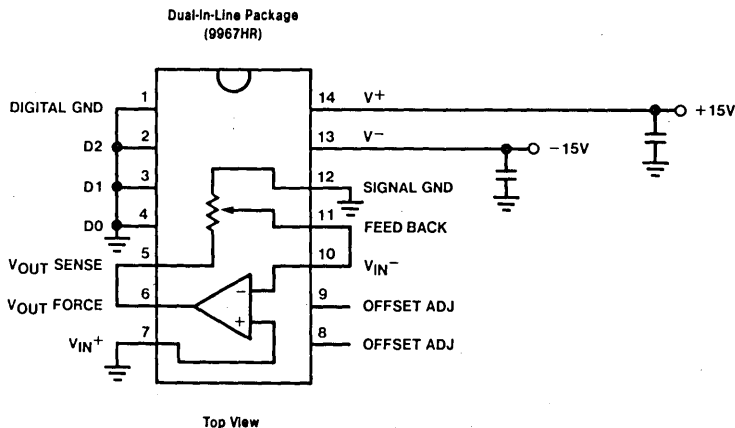 Dual-In-Line Package
(9967HR)
DIGITAL GND 1 14 V+ +15V
D2 2 13 V− −15V
D1 3 12 SIGNAL GND
D0 4 11 FEED BACK
VOUT SENSE 5 10 VIN−
VOUT FORCE 6 − 9 OFFSET ADJ
VIN+ 7 + 8 OFFSET ADJ
Top View